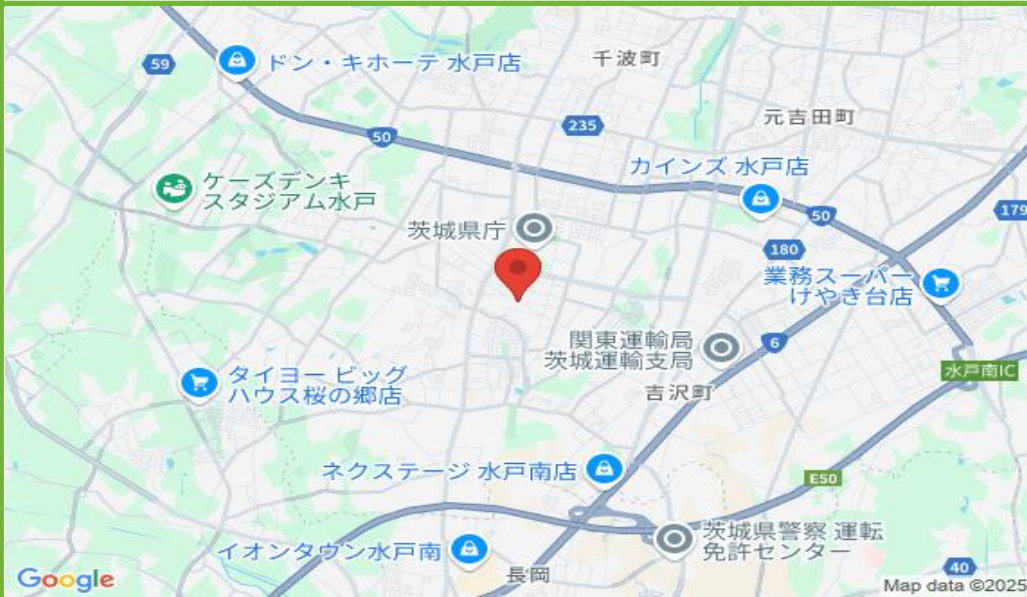 59
ドン・キホーテ 水戸店
千波町
50
235
元吉田町
カインズ 水戸店
ケーズデンキ
スタジアム水戸
茨城県庁
50
179
180
業務スーパー
けやき台店
関東運輸局
茨城運輸支局
6
水戸南IC
タイヨー ビッグ
ハウス桜の郷店
吉沢町
ネクステージ 水戸南店
E50
茨城県警察 運転
免許センター
イオンタウン水戸南
長岡
40
Google
Map data ©2025